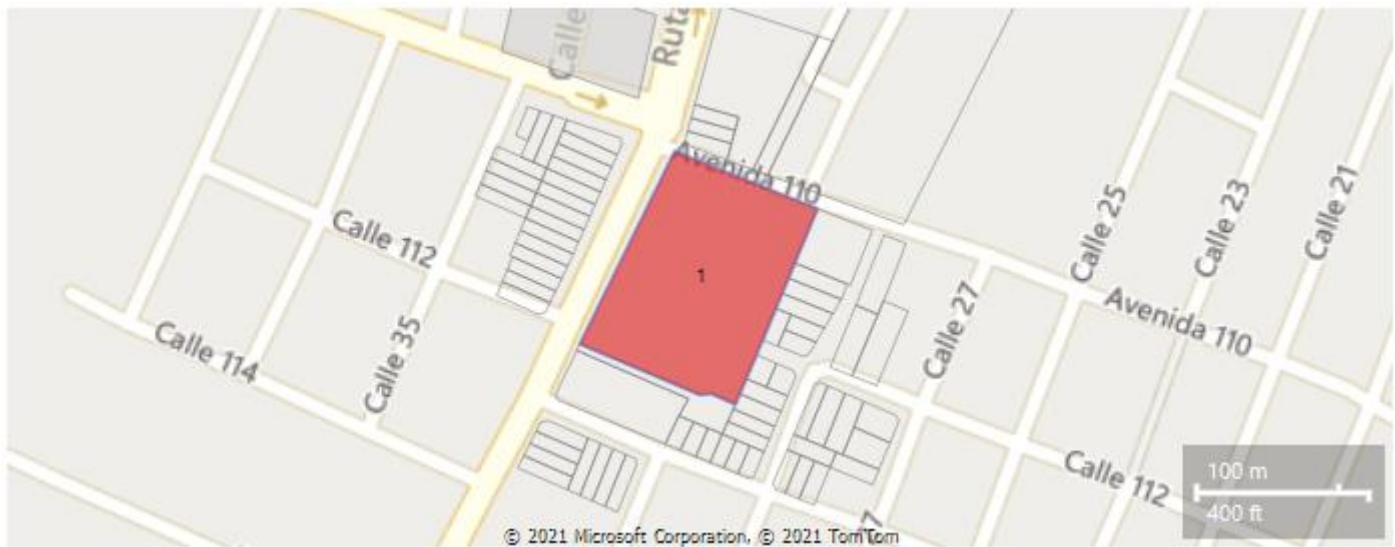 Calle
Ruta
Avenida 110
Calle 21
Calle 25
Calle 23
Calle 112
1
Calle 27
Avenida 110
Calle 114
Calle 35
Calle 112
100 m
400 ft
7
© 2021 Microsoft Corporation, © 2021 TomTom